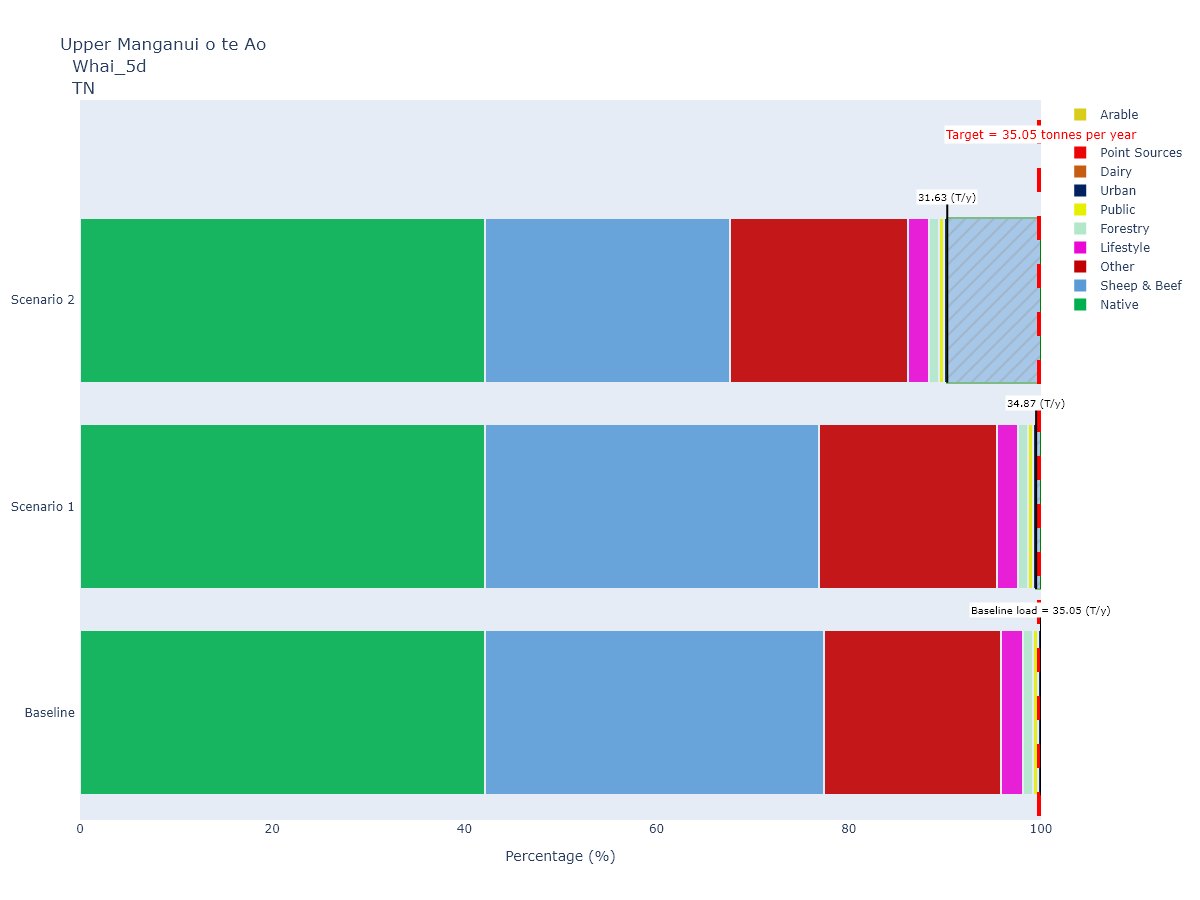 Upper Manganui o te Ao
Whai_5d
TN
Arable
Target = 35.05 tonnes per year
Point Sources
Dairy
Urban
Public
Forestry
Lifestyle
Other
Sheep & Beef
Native
31.63 (T/y)
Scenario 2
34.87 (T/y)
Scenario 1
Baseline load = 35.05 (T/y)
Baseline
0 20 40 60 80 100
Percentage (%)